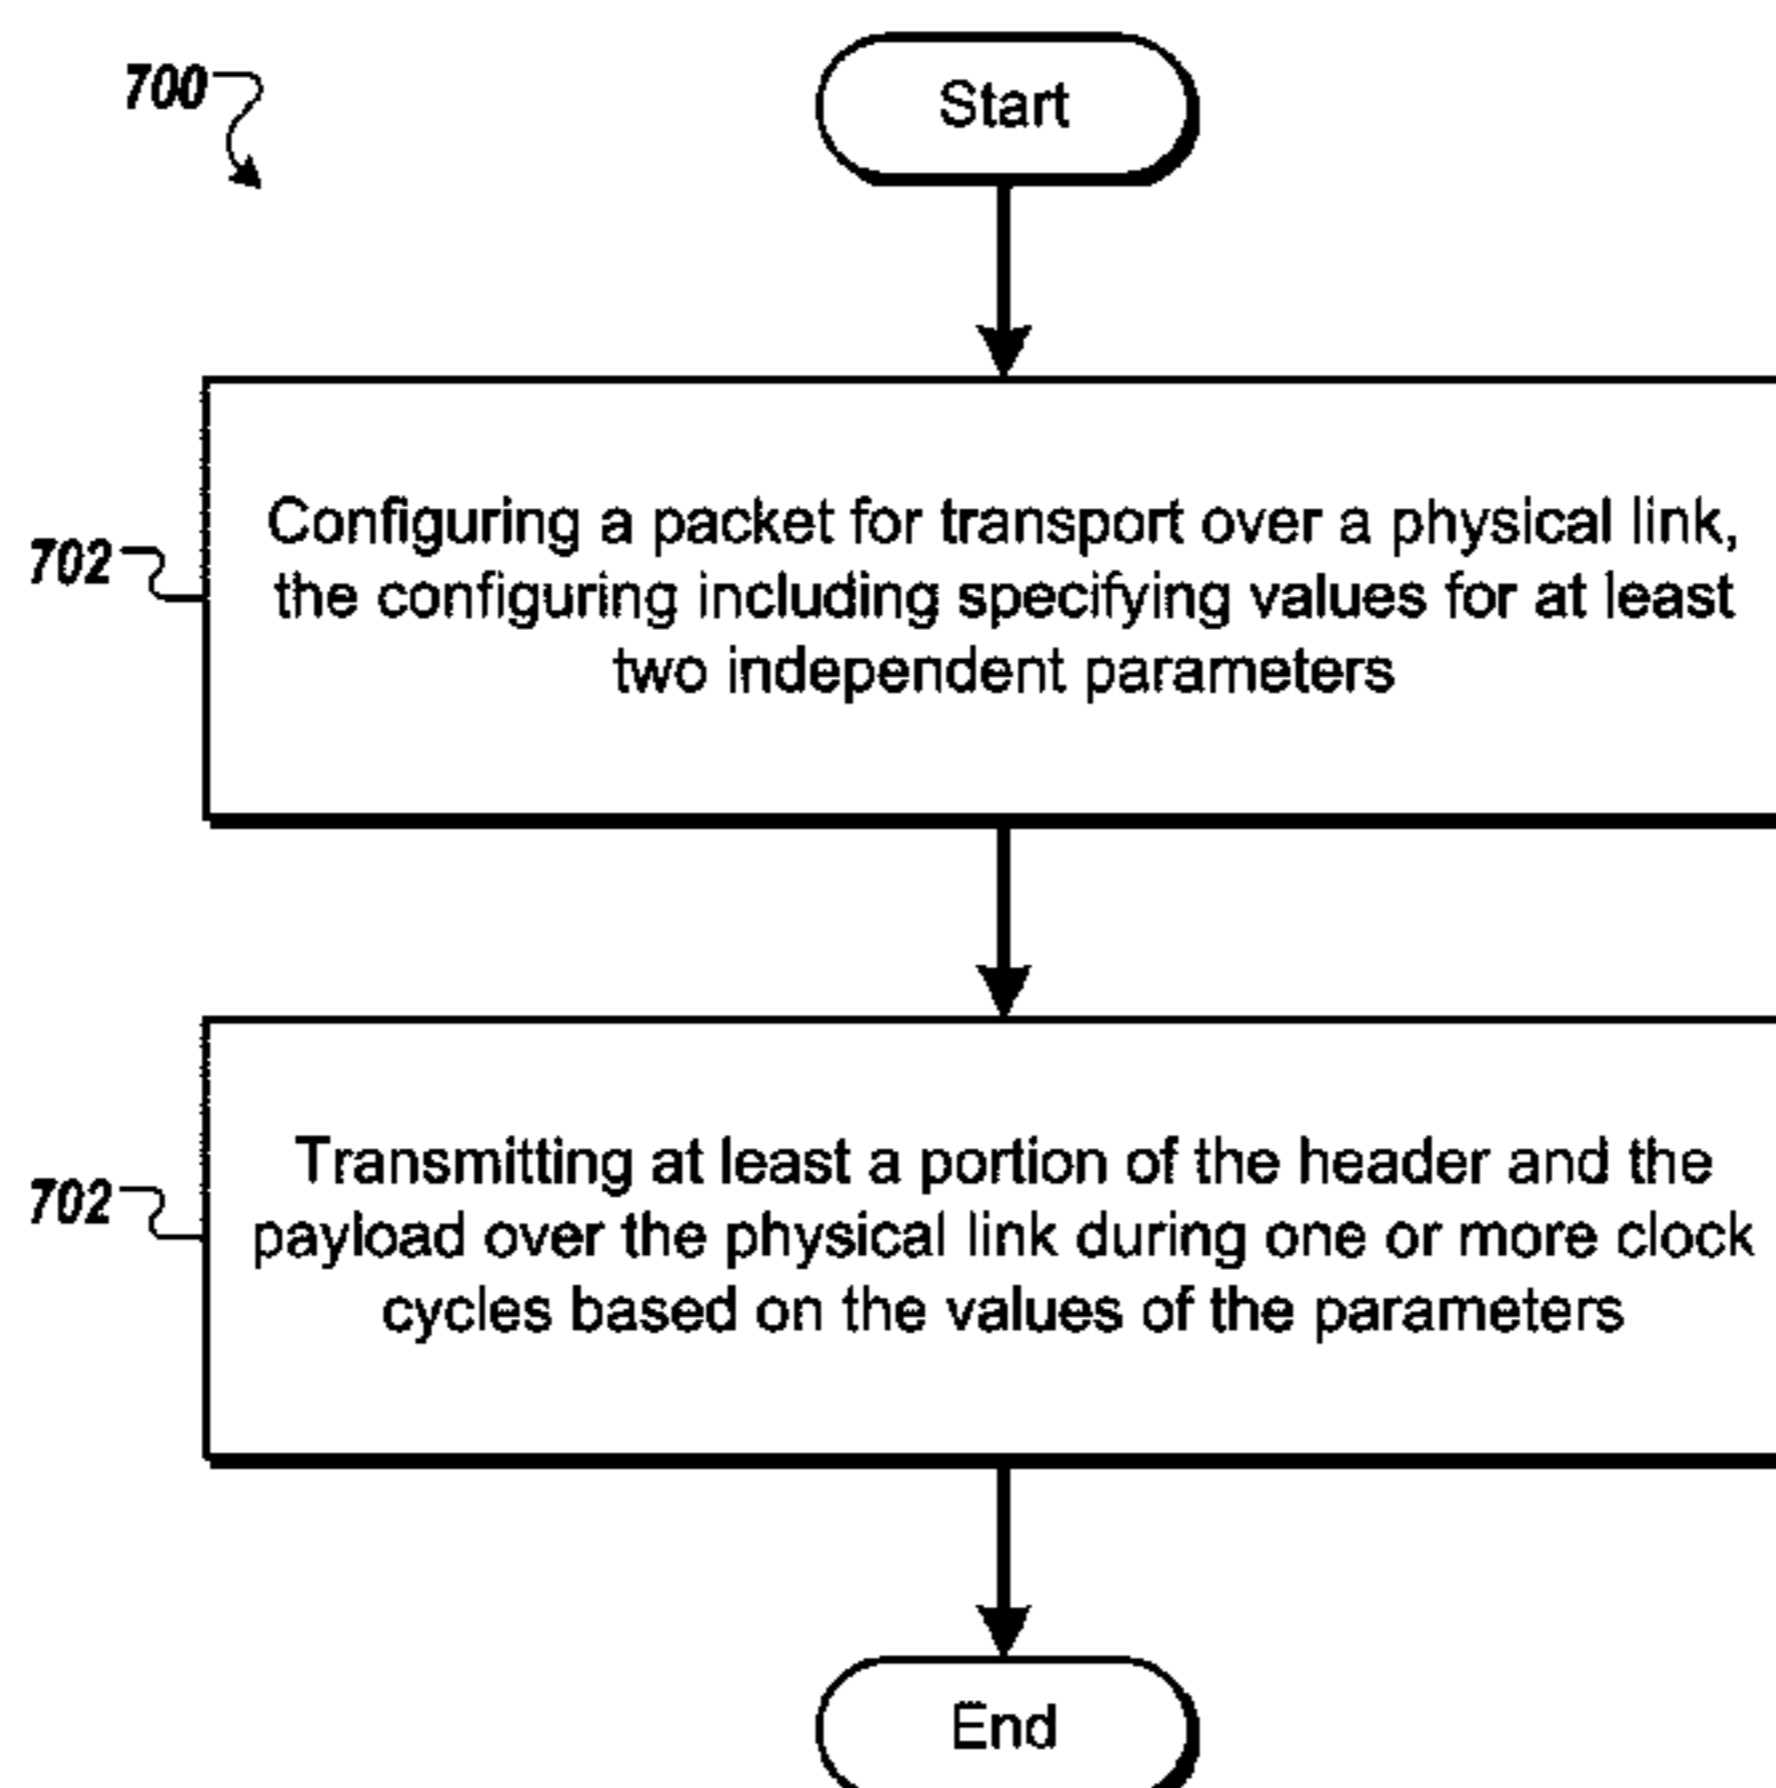 700
Start
702
Configuring a packet for transport over a physical link,
the configuring including specifying values for at least
two independent parameters
702
Transmitting at least a portion of the header and the
payload over the physical link during one or more clock
cycles based on the values of the parameters
End